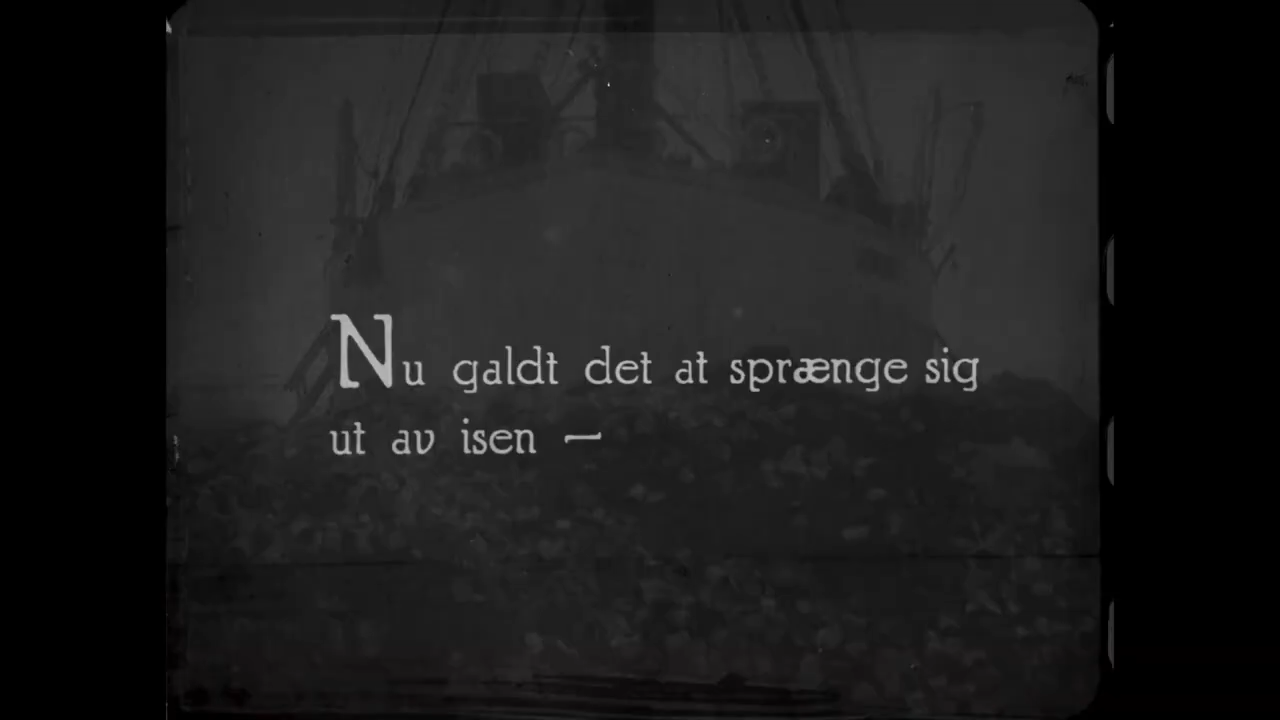 Nu galdt det at sprænge sig
ut av isen —